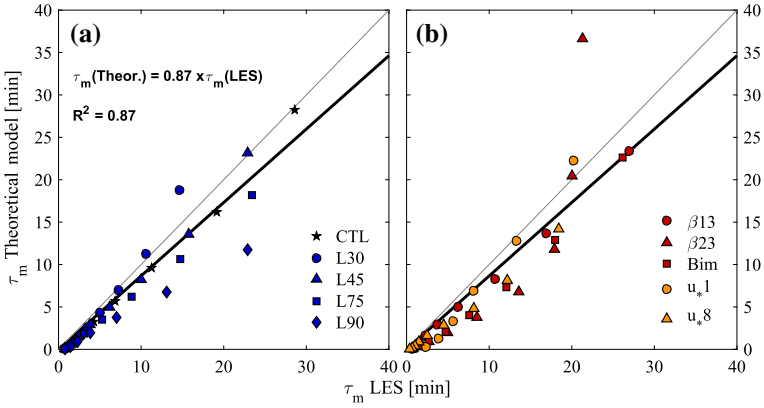 (a)
(b)
τm(Theor.) = 0.87 xτm(LES)
R² = 0.87
τm Theoretical model [min]
40
35
30
25
20
15
10
5
0
CTL
L30
L45
L75
L90
0 10 20 30 40
β13
β23
Bim
u*1
u*8
40
35
30
25
20
15
10
5
0
0 10 20 30 40
τm LES [min]